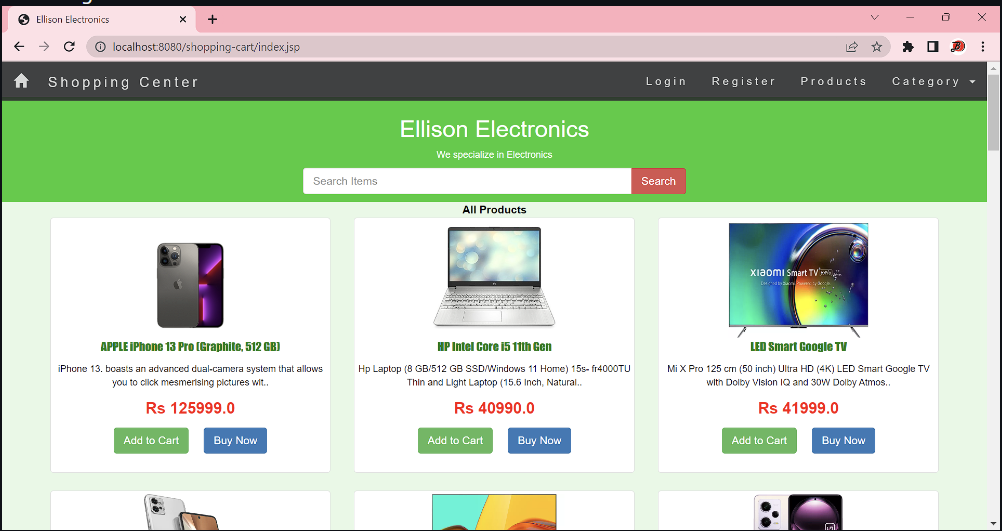 Ellison Electronics
localhost:8080/shopping-cart/index.jsp
Shopping Center Login Register Products Category
Ellison Electronics
We specialize in Electronics
Search Items Search
All Products
xiaomi Smart TV
APPLE iPhone 13 Pro (Graphite, 512 GB)
iPhone 13. boasts an advanced dual-camera system that allows
you to click mesmerising pictures wit..
Rs 125999.0
Add to Cart Buy Now
HP Intel Core i5 11th Gen
Hp Laptop (8 GB/512 GB SSD/Windows 11 Home) 15s- fr4000TU
Thin and Light Laptop (15.6 Inch, Natural..
Rs 40990.0
Add to Cart Buy Now
LED Smart Google TV
Mi X Pro 125 cm (50 inch) Ultra HD (4K) LED Smart Google TV
with Dolby Vision IQ and 30W Dolby Atmos..
Rs 41999.0
Add to Cart Buy Now